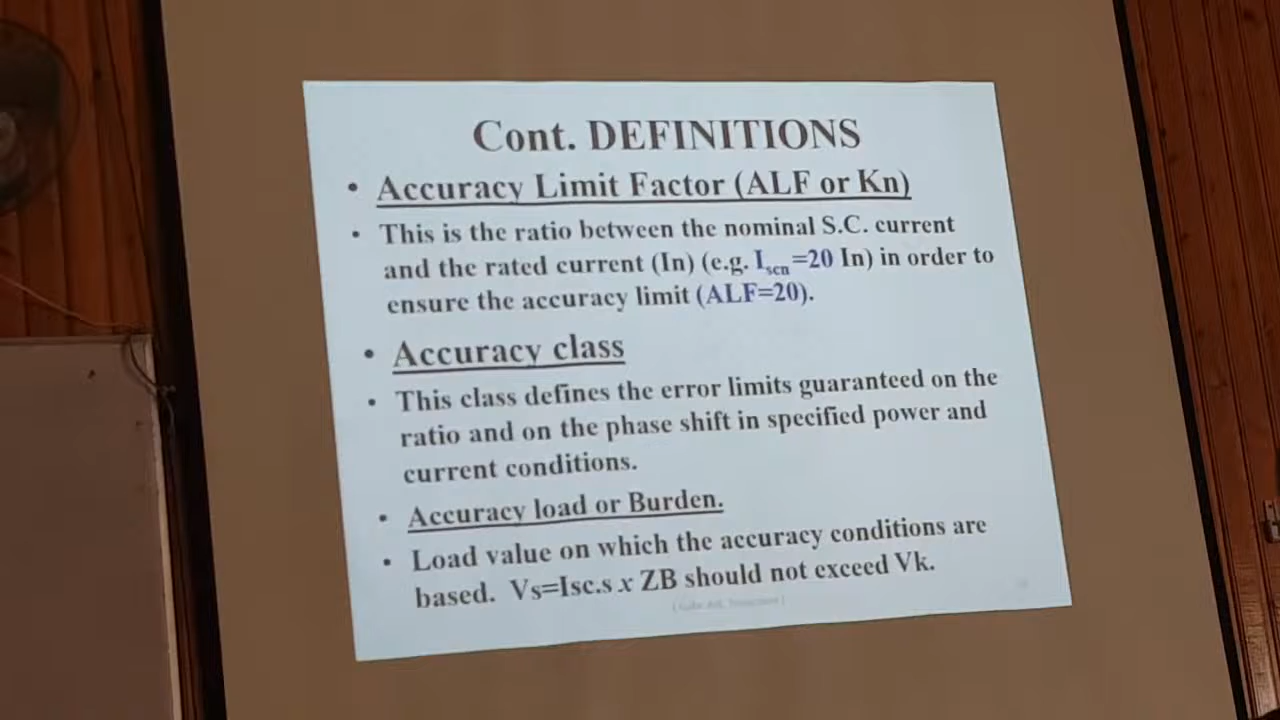 Cont. DEFINITIONS
• Accuracy Limit Factor (ALF or Kn)
• This is the ratio between the nominal S.C. current
and the rated current (In) (e.g. Iscn=20 In) in order to
ensure the accuracy limit (ALF=20).
• Accuracy class
• This class defines the error limits guaranteed on the
ratio and on the phase shift in specified power and
current conditions.
• Accuracy load or Burden.
• Load value on which the accuracy conditions are
based. Vs=Isc.s x ZB should not exceed Vk.